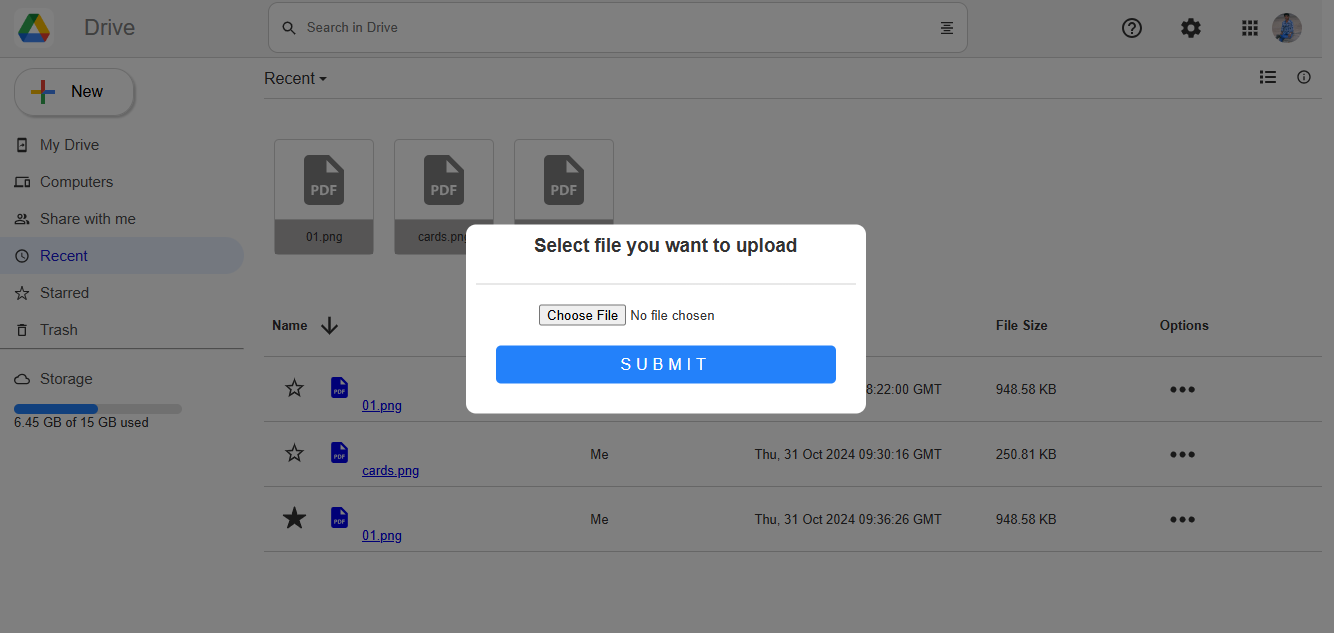 Drive
Search in Drive
New
Recent
My Drive
Computers
Share with me
Recent
Starred
Trash
Storage
6.45 GB of 15 GB used
PDF
PDF
PDF
01.png
cards.png
Select file you want to upload
Choose File No file chosen
SUBMIT
Name
File Size
Options
PDF
01.png
8:22:00 GMT
948.58 KB
PDF
cards.png
Me
Thu, 31 Oct 2024 09:30:16 GMT
250.81 KB
PDF
01.png
Me
Thu, 31 Oct 2024 09:36:26 GMT
948.58 KB